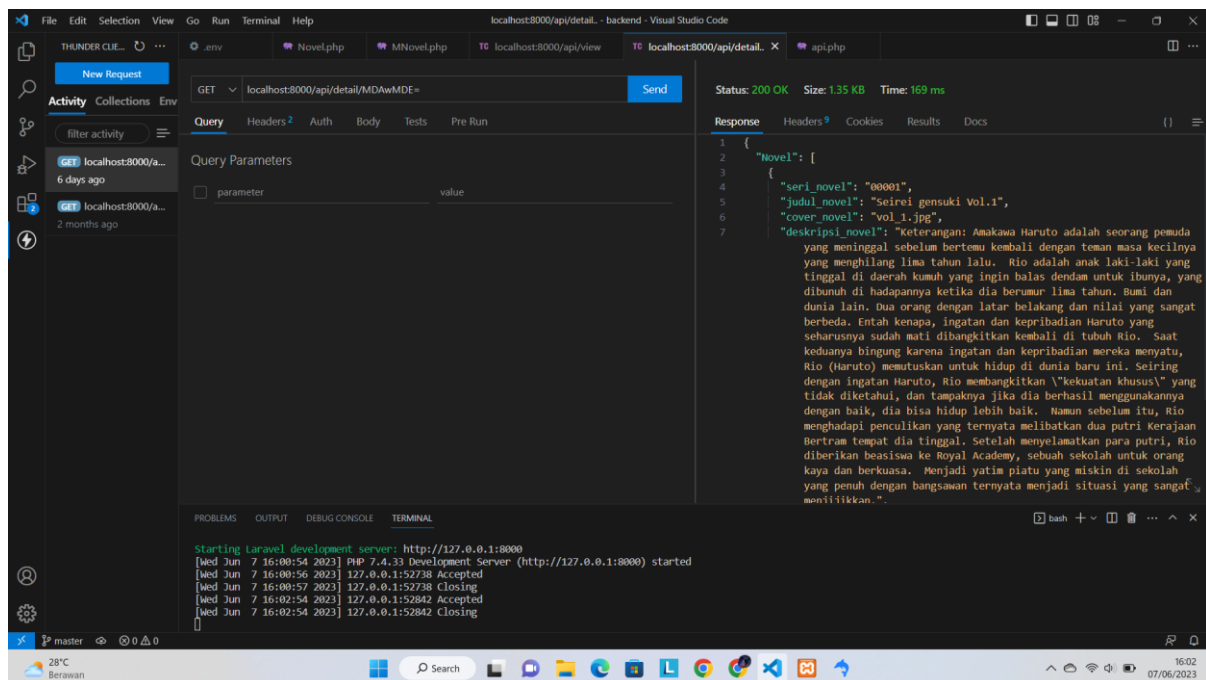 File Edit Selection View Go Run Terminal Help
localhost:8000/api/detail.. - backend - Visual Studio Code
THUNDER CLIE...
New Request
Activity Collections Env
filter activity
GET localhost:8000/a...
6 days ago
GET localhost:8000/a...
2 months ago
2
.env
Novel.php
MNovel.php
TC localhost:8000/api/view
TC localhost:8000/api/detail..
api.php
GET localhost:8000/api/detail/MDAwMDE=
Send
Query Headers 2 Auth Body Tests Pre Run
Query Parameters
parameter value
Status: 200 OK Size: 1.35 KB Time: 169 ms
Response Headers 9 Cookies Results Docs
{}
1 {
2 "Novel": [
3 {
4 "seri_novel": "00001",
5 "judul_novel": "Seirei gensuki Vol.1",
6 "cover_novel": "vol_1.jpg",
7 "deskripsi_novel": "Keterangan: Amakawa Haruto adalah seorang pemuda
yang meninggal sebelum bertemu kembali dengan teman masa kecilnya
yang menghilang lima tahun lalu. Rio adalah anak laki-laki yang
tinggal di daerah kumuh yang ingin balas dendam untuk ibunya, yang
dibunuh di hadapannya ketika dia berumur lima tahun. Bumi dan
dunia lain. Dua orang dengan latar belakang dan nilai yang sangat
berbeda. Entah kenapa, ingatan dan kepribadian Haruto yang
seharusnya sudah mati dibangkitkan kembali di tubuh Rio. Saat
keduanya bingung karena ingatan dan kepribadian mereka menyatu,
Rio (Haruto) memutuskan untuk hidup di dunia baru ini. Seiring
dengan ingatan Haruto, Rio membangkitkan \"kekuatan khusus\" yang
tidak diketahui, dan tampaknya jika dia berhasil menggunakannya
dengan baik, dia bisa hidup lebih baik. Namun sebelum itu, Rio
menghadapi penculikan yang ternyata melibatkan dua putri Kerajaan
Bertram tempat dia tinggal. Setelah menyelamatkan para putri, Rio
diberikan beasiswa ke Royal Academy, sebuah sekolah untuk orang
kaya dan berkuasa. Menjadi yatim piatu yang miskin di sekolah
yang penuh dengan bangsawan ternyata menjadi situasi yang sangat
menjijikkan.",
PROBLEMS OUTPUT DEBUG CONSOLE TERMINAL
bash
Starting Laravel development server: http://127.0.0.1:8000
[Wed Jun 7 16:00:54 2023] PHP 7.4.33 Development Server (http://127.0.0.1:8000) started
[Wed Jun 7 16:00:56 2023] 127.0.0.1:52738 Accepted
[Wed Jun 7 16:00:57 2023] 127.0.0.1:52738 Closing
[Wed Jun 7 16:02:54 2023] 127.0.0.1:52842 Accepted
[Wed Jun 7 16:02:54 2023] 127.0.0.1:52842 Closing
master 0 0
28°C
Berawan
Search
L
16:02
07/06/2023